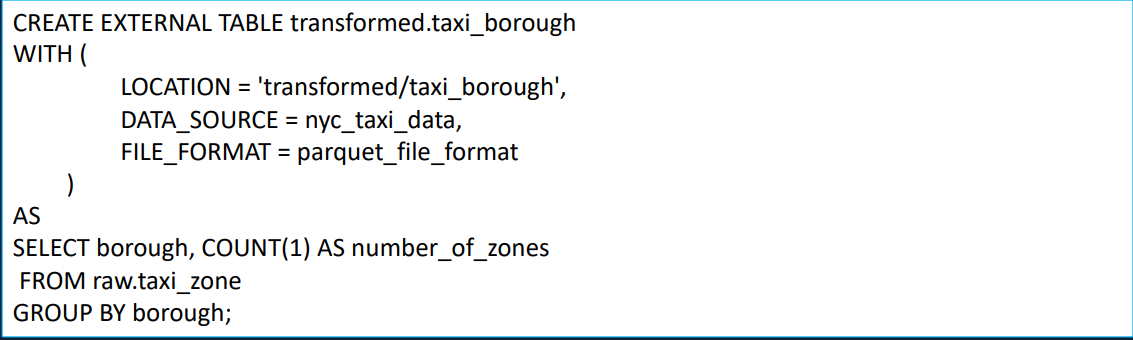 CREATE EXTERNAL TABLE transformed.taxi_borough
WITH (
LOCATION = 'transformed/taxi_borough',
DATA_SOURCE = nyc_taxi_data,
FILE_FORMAT = parquet_file_format
)
AS
SELECT borough, COUNT(1) AS number_of_zones
FROM raw.taxi_zone
GROUP BY borough;